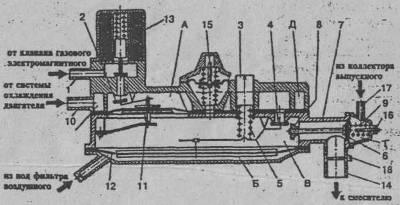 2
13
А
15
3
4
Д
8
7
из коллектора
выпускного
17
9
16
от клапана газового
электромагнитного
1
от системы
охлаждения
двигателя
10
из под фильтра
воздушного
12
11
Б
5
В
6
18
14
к смесителю